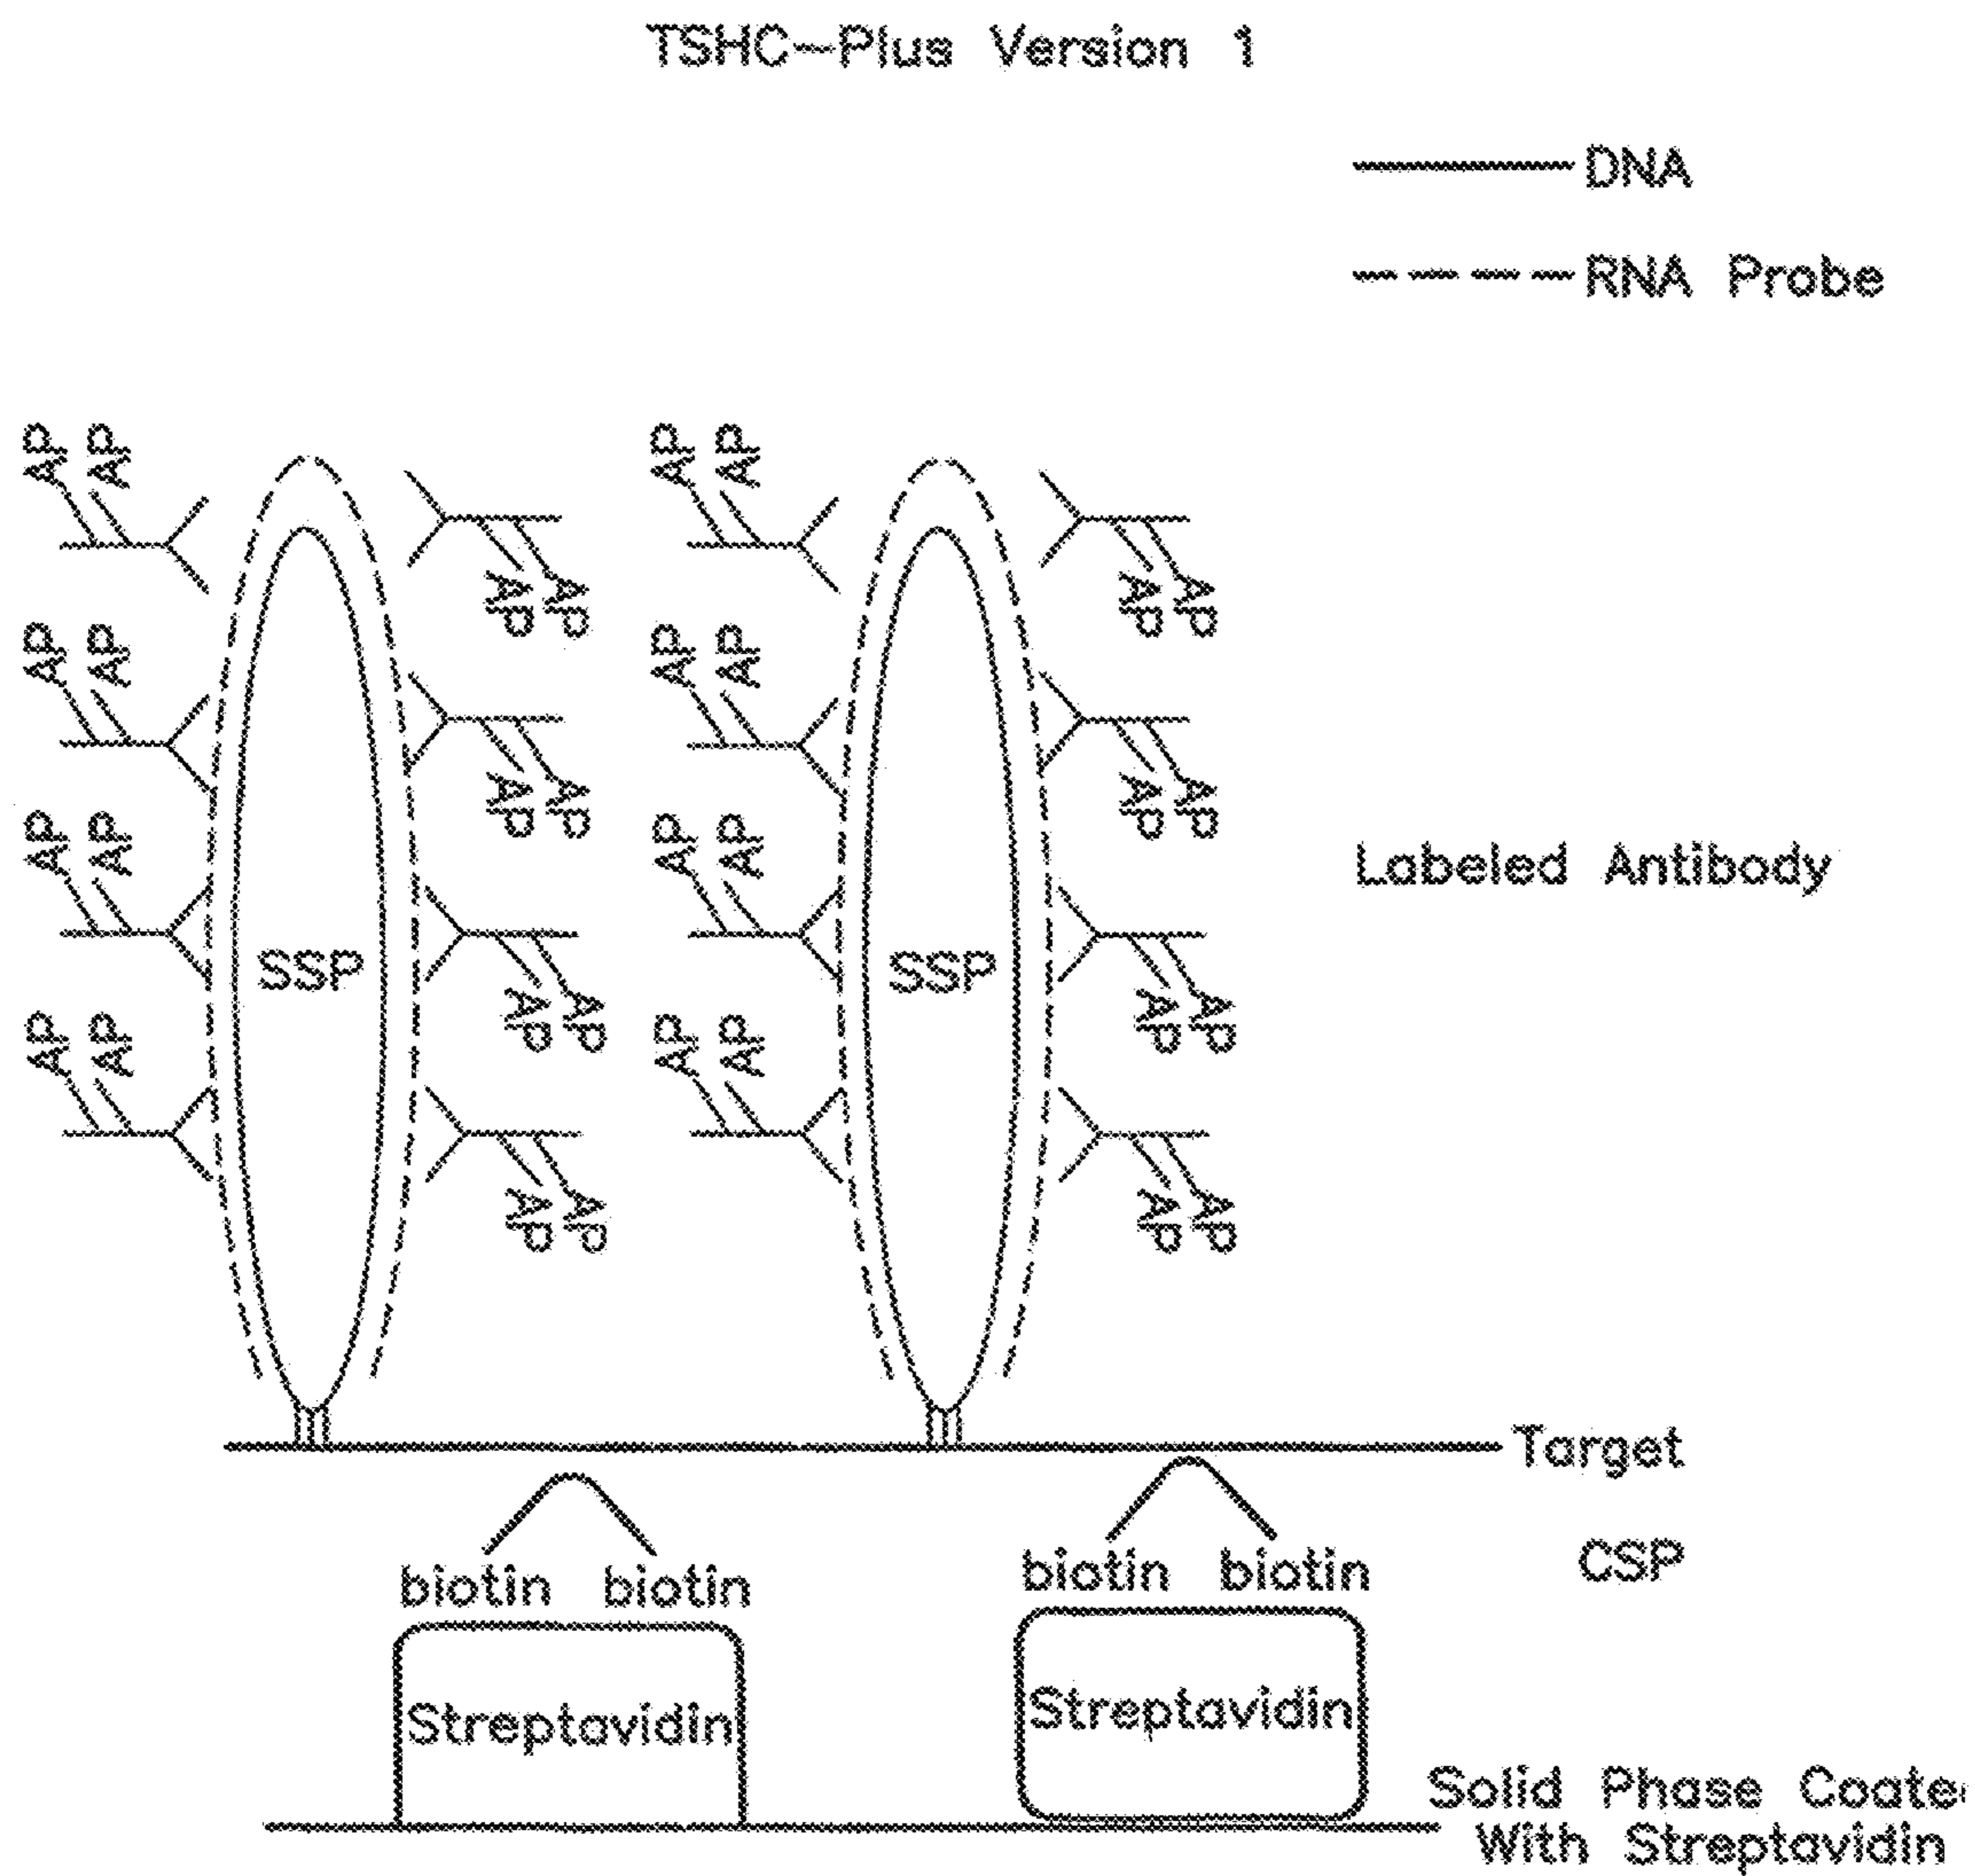 TSHC-Plus Version 1
DNA
RNA Probe
AP AP AP AP
AP AP AP AP
AP AP AP AP
AP AP AP AP
Labeled Antibody
AP AP AP AP
AP AP AP AP
SSP SSP
AP AP AP AP
AP AP AP AP
Target
biotin biotin biotin biotin
CSP
Streptavidin Streptavidin
Solid Phase Coate
With Streptavidin